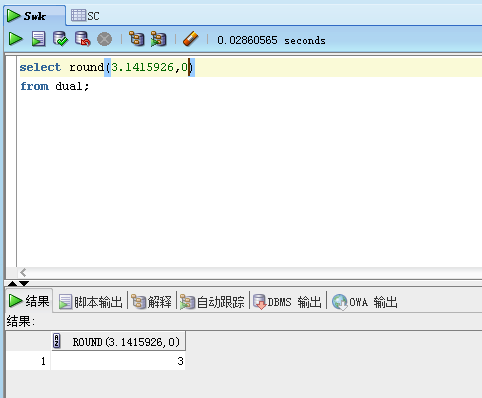 Swk
SC
0.02860565 seconds
select round(3.1415926,0)
from dual;
结果 脚本输出 解释 自动跟踪 DBMS 输出 OWA 输出
结果:
ROUND(3.1415926,0)
1 3